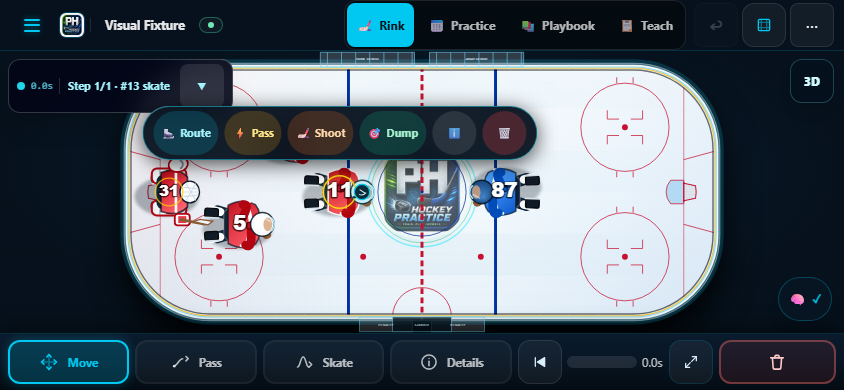 PH
Visual Fixture
Rink
Practice
Playbook
Teach
0.0s
Step 1/1 · #13 skate
3D
Route
Pass
Shoot
Dump
31
5
11
87
PH
HOCKEY
PRACTICE
Move
Pass
Skate
Details
0.0s